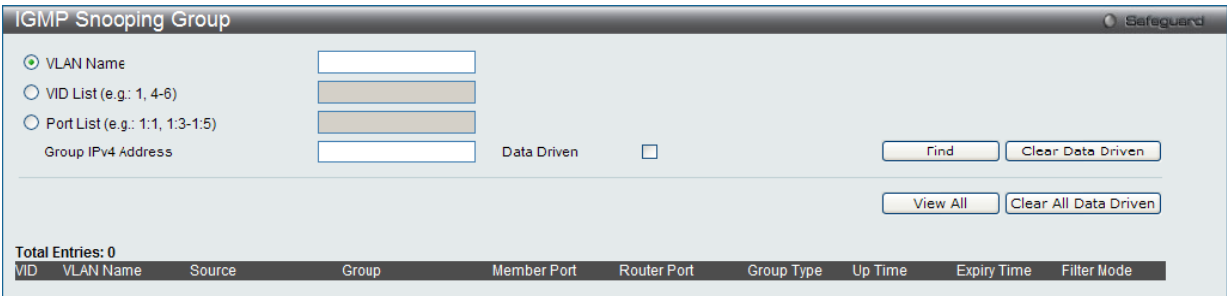 IGMP Snooping Group Safeguard
VLAN Name
VID List (e.g.: 1, 4-6)
Port List (e.g.: 1:1, 1:3-1:5)
Group IPv4 Address Data Driven Find Clear Data Driven
View All Clear All Data Driven
Total Entries: 0
VID VLAN Name Source Group Member Port Router Port Group Type Up Time Expiry Time Filter Mode